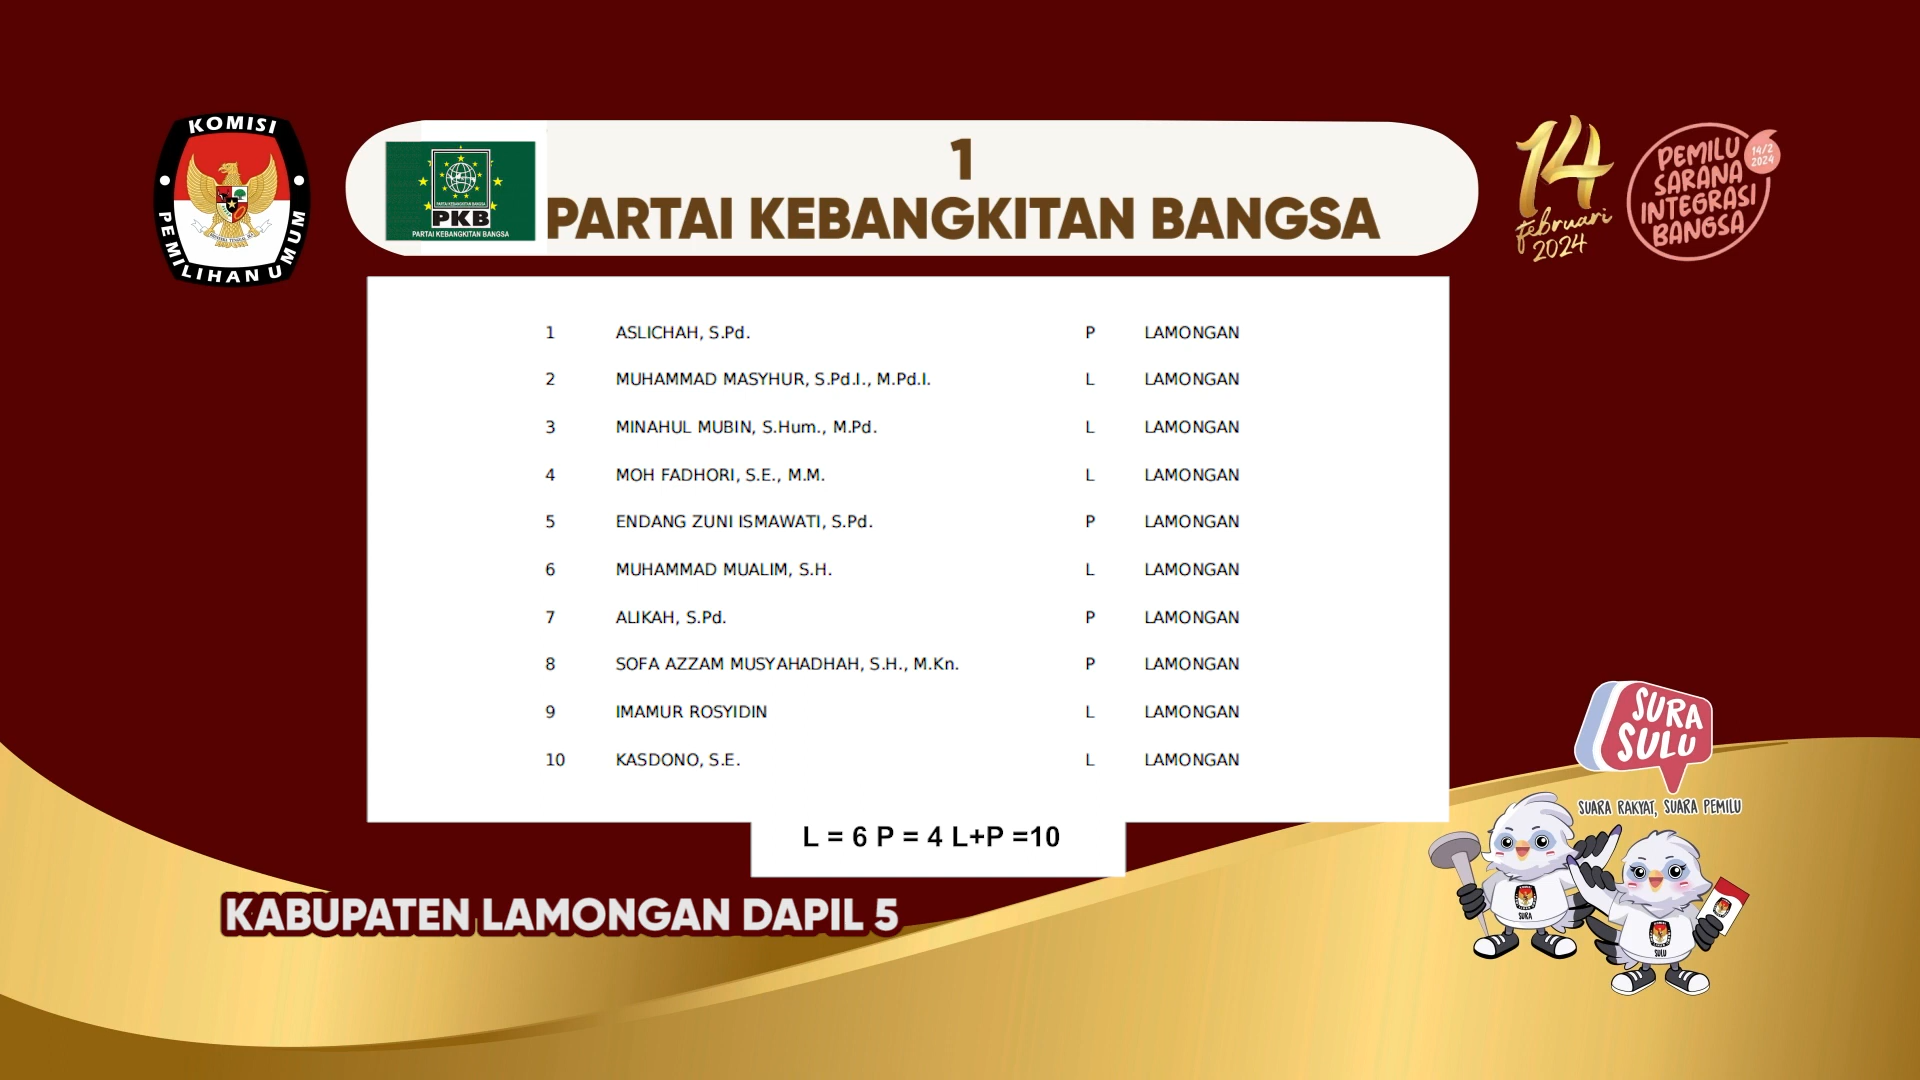 KOMISI
PEMILIHAN UMUM
PKB
PARTAI KEBANGKITAN BANGSA
1
PARTAI KEBANGKITAN BANGSA
14
februari
2024
PEMILU
SARANA
INTEGRASI
BANGSA
14/2
2024
1 ASLICHAH, S.Pd. P LAMONGAN
2 MUHAMMAD MASYHUR, S.Pd.I., M.Pd.I. L LAMONGAN
3 MINAHUL MUBIN, S.Hum., M.Pd. L LAMONGAN
4 MOH FADHORI, S.E., M.M. L LAMONGAN
5 ENDANG ZUNI ISMAWATI, S.Pd. P LAMONGAN
6 MUHAMMAD MUALIM, S.H. L LAMONGAN
7 ALIKAH, S.Pd. P LAMONGAN
8 SOFA AZZAM MUSYAHADHAH, S.H., M.Kn. P LAMONGAN
9 IMAMUR ROSYIDIN L LAMONGAN
10 KASDONO, S.E. L LAMONGAN
L = 6 P = 4 L+P =10
KABUPATEN LAMONGAN DAPIL 5
SURA
SULU
SUARA RAKYAT, SUARA PEMILU
SURA
SULU